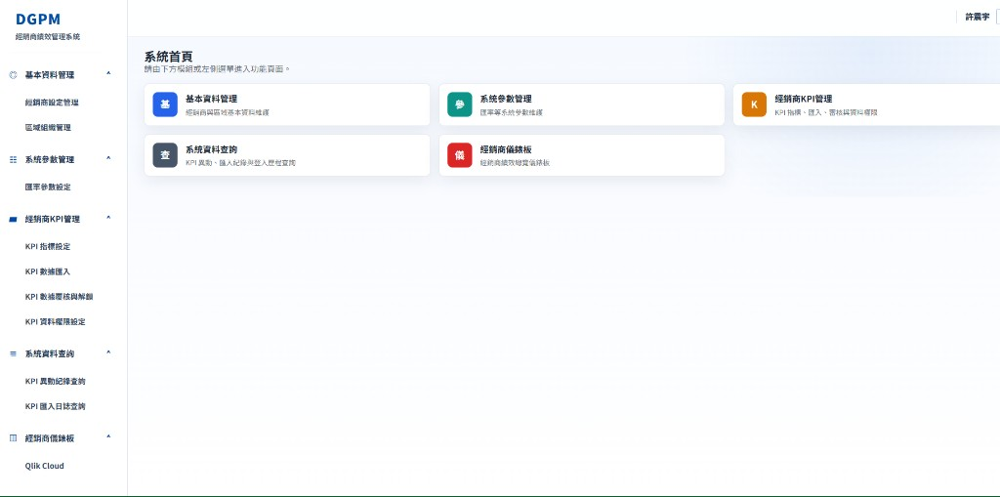 DGPM
經銷商績效管理系統
許震宇
基本資料管理
經銷商設定管理
區域組織管理
系統參數管理
匯率參數設定
經銷商KPI管理
KPI 指標設定
KPI 數據匯入
KPI 數據覆核與解鎖
KPI 資料權限設定
系統資料查詢
KPI 異動紀錄查詢
KPI 匯入日誌查詢
經銷商儀錶板
Qlik Cloud
系統首頁
請由下方模組或左側選單進入功能頁面。
基
基本資料管理
經銷商與區域基本資料維護
參
系統參數管理
匯率等系統參數維護
K
經銷商KPI管理
KPI 指標、匯入、覆核與資料權限
查
系統資料查詢
KPI 異動、匯入紀錄與登入歷程查詢
儀
經銷商儀錶板
經銷商績效總覽儀錶板